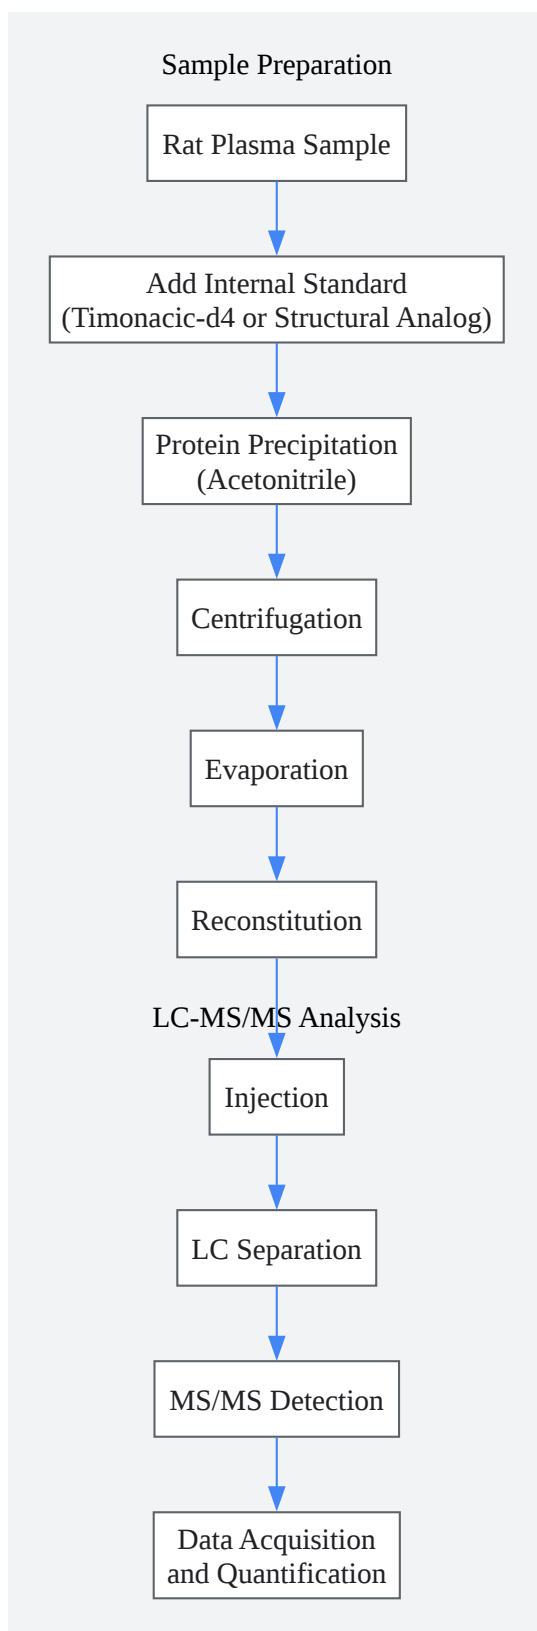 Sample Preparation
Rat Plasma Sample
Add Internal Standard
(Timonacic-d4 or Structural Analog)
Protein Precipitation
(Acetonitrile)
Centrifugation
Evaporation
Reconstitution
LC-MS/MS Analysis
Injection
LC Separation
MS/MS Detection
Data Acquisition
and Quantification